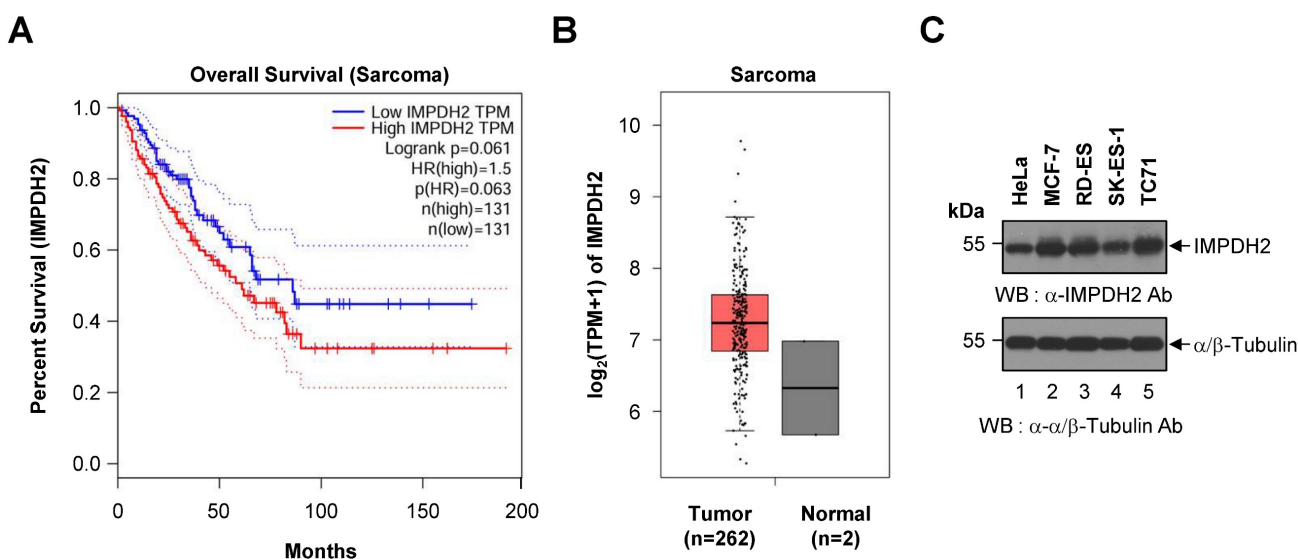 A
Overall Survival (Sarcoma)
Percent Survival (IMPDH2)
1.0
0.8
0.6
0.4
0.2
0.0
Low IMPDH2 TPM
High IMPDH2 TPM
Logrank p=0.061
HR(high)=1.5
p(HR)=0.063
n(high)=131
n(low)=131
0 50 100 150 200
Months
B
Sarcoma
log₂(TPM+1) of IMPDH2
10
9
8
7
6
Tumor
(n=262)
Normal
(n=2)
C
HeLa
MCF-7
RD-ES
SK-ES-1
TC71
kDa
55
IMPDH2
WB : α-IMPDH2 Ab
55
α/β-Tubulin
1 2 3 4 5
WB : α-α/β-Tubulin Ab